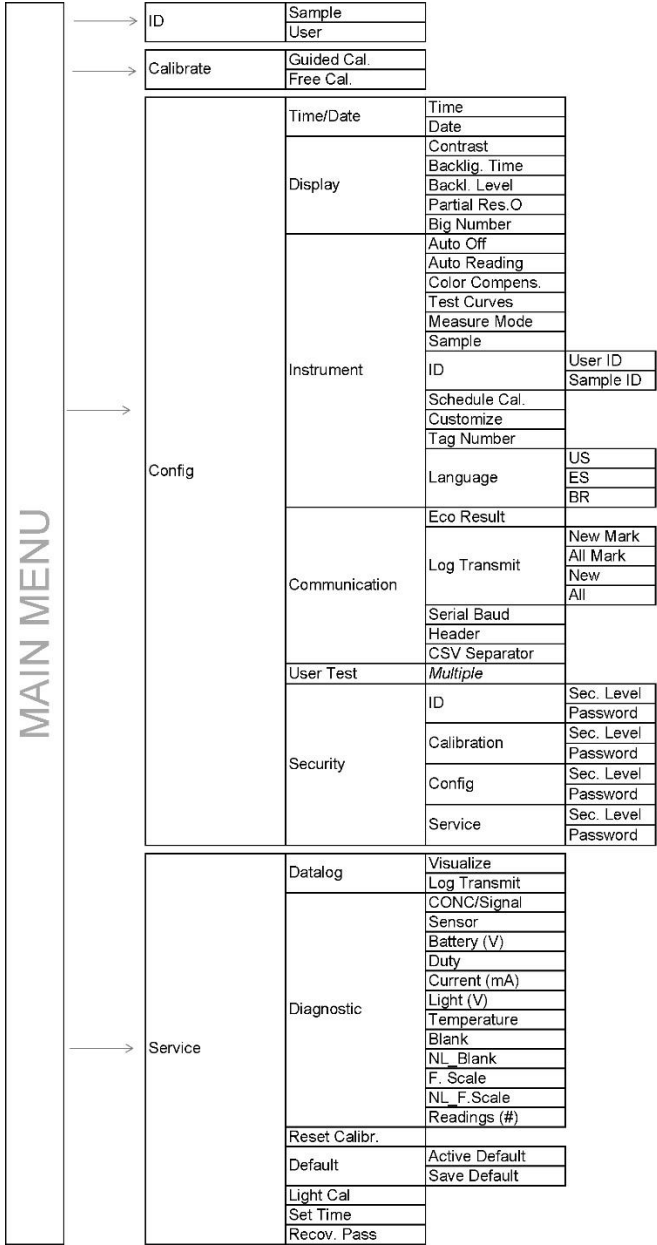 MAIN MENU
ID
Sample
User
Calibrate
Guided Cal.
Free Cal.
Config
Time/Date
Time
Date
Display
Contrast
Backlig. Time
Backl. Level
Partial Res.O
Big Number
Instrument
Auto Off
Auto Reading
Color Compens.
Test Curves
Measure Mode
Sample
ID
User ID
Sample ID
Schedule Cal.
Customize
Tag Number
Language
US
ES
BR
Communication
Eco Result
Log Transmit
New Mark
All Mark
New
All
Serial Baud
Header
CSV Separator
User Test
Multiple
Security
ID
Sec. Level
Password
Calibration
Sec. Level
Password
Config
Sec. Level
Password
Service
Sec. Level
Password
Service
Datalog
Visualize
Log Transmit
Diagnostic
CONC/Signal
Sensor
Battery (V)
Duty
Current (mA)
Light (V)
Temperature
Blank
NL_Blank
F. Scale
NL_F.Scale
Readings (#)
Reset Calibr.
Default
Active Default
Save Default
Light Cal
Set Time
Recov. Pass